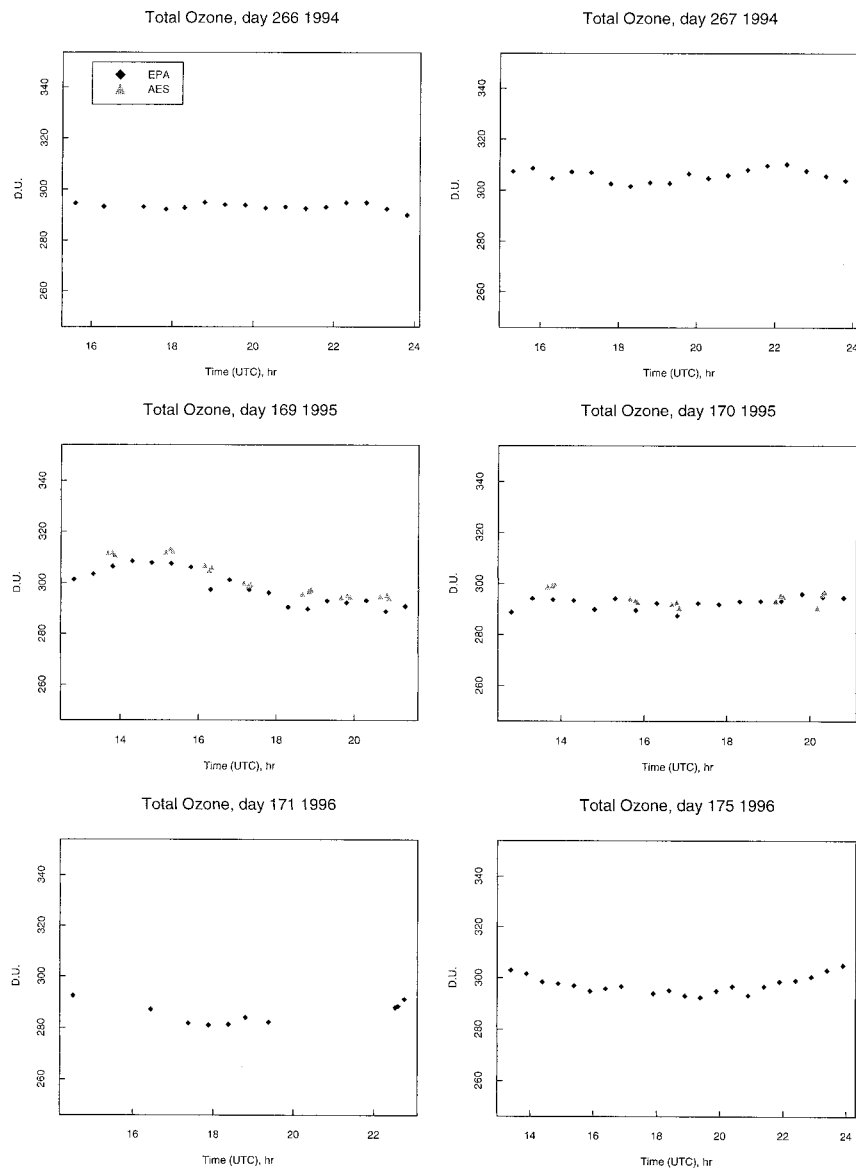 Total Ozone, day 266 1994
EPA
AES
D.U.
340
320
300
280
260
16
18
20
22
24
Time (UTC), hr
Total Ozone, day 267 1994
D.U.
340
320
300
280
260
16
18
20
22
24
Time (UTC), hr
Total Ozone, day 169 1995
D.U.
340
320
300
280
260
14
16
18
20
Time (UTC), hr
Total Ozone, day 170 1995
D.U.
340
320
300
280
260
14
16
18
20
Time (UTC), hr
Total Ozone, day 171 1996
D.U.
340
320
300
280
260
16
18
20
22
Time (UTC), hr
Total Ozone, day 175 1996
D.U.
340
320
300
280
260
14
16
18
20
22
24
Time (UTC), hr